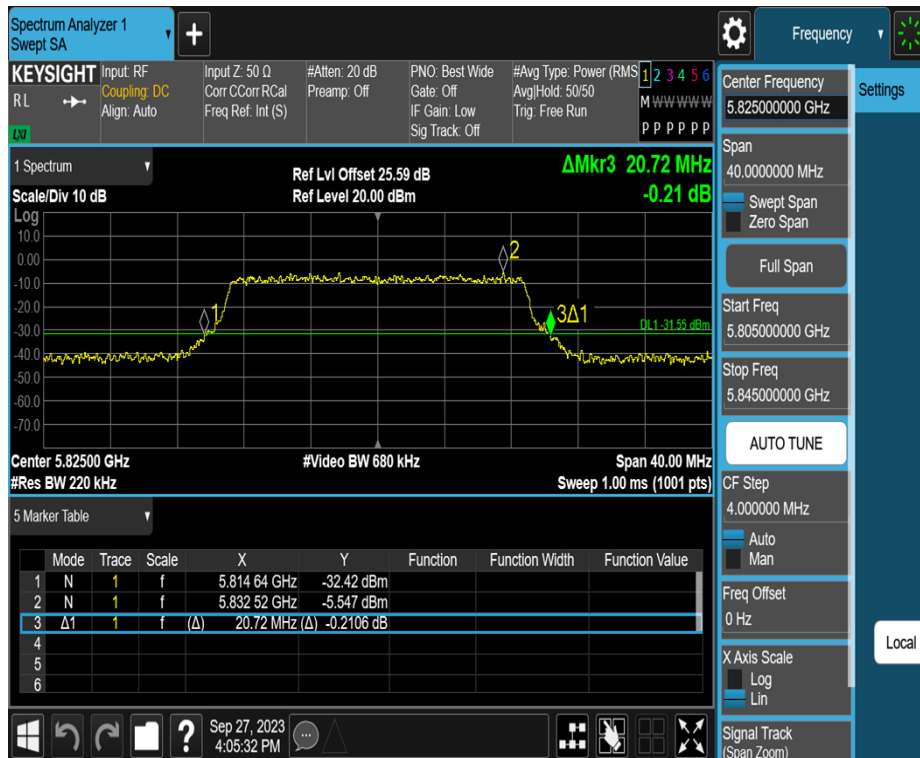 Spectrum Analyzer 1
Swept SA
+
Frequency
KEYSIGHT
RL
LXI
Input: RF
Coupling: DC
Align: Auto
Input Z: 50 Ω
Corr CCorr RCal
Freq Ref: Int (S)
#Atten: 20 dB
Preamp: Off
PNO: Best Wide
Gate: Off
IF Gain: Low
Sig Track: Off
#Avg Type: Power (RMS
Avg|Hold: 50/50
Trig: Free Run
1 2 3 4 5 6
M W W W W W
P P P P P P
1 Spectrum
Scale/Div 10 dB
Ref Lvl Offset 25.59 dB
Ref Level 20.00 dBm
ΔMkr3 20.72 MHz
-0.21 dB
Log
10.0
0.00
-10.0
-20.0
-30.0
-40.0
-50.0
-60.0
-70.0
1
2
3Δ1
DL1 -31.55 dBm
Center 5.82500 GHz
#Video BW 680 kHz
Span 40.00 MHz
#Res BW 220 kHz
Sweep 1.00 ms (1001 pts)
5 Marker Table
Mode Trace Scale X Y Function Function Width Function Value
1 N 1 f 5.814 64 GHz -32.42 dBm
2 N 1 f 5.832 52 GHz -5.547 dBm
3 Δ1 1 f (Δ) 20.72 MHz (Δ) -0.2106 dB
4
5
6
?
Sep 27, 2023
4:05:32 PM
Center Frequency
5.825000000 GHz
Span
40.0000000 MHz
Swept Span
Zero Span
Full Span
Start Freq
5.805000000 GHz
Stop Freq
5.845000000 GHz
AUTO TUNE
CF Step
4.000000 MHz
Auto
Man
Freq Offset
0 Hz
X Axis Scale
Log
Lin
Signal Track
(Span Zoom)
Settings
Local